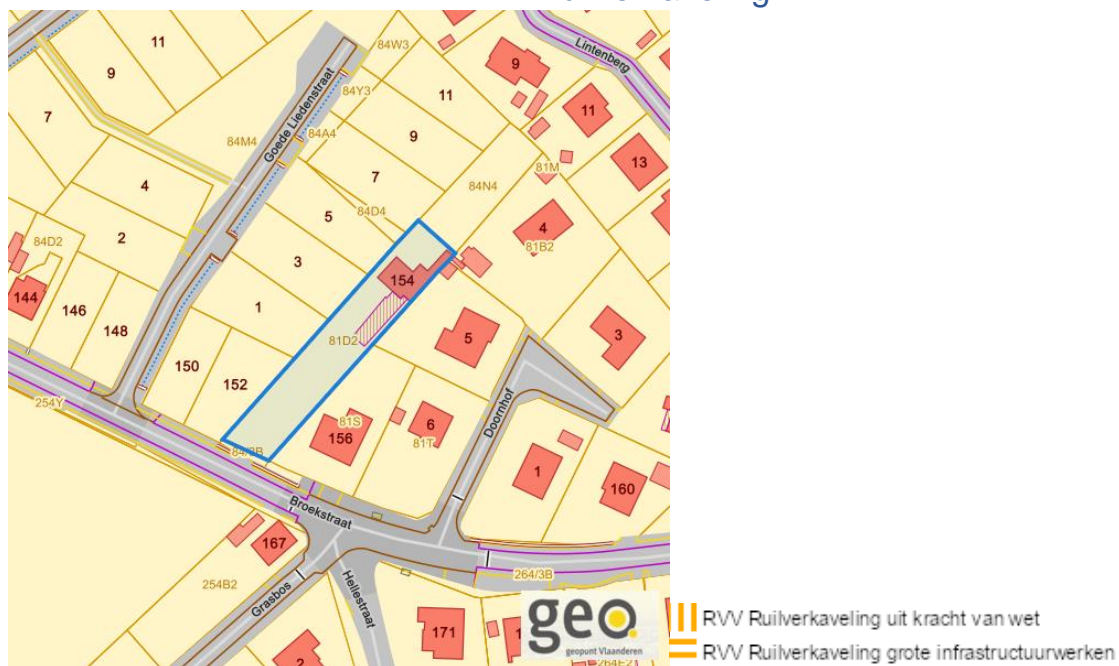 11
9
7
84W3
84Y3
84A4
84M4
Goede Liedenstraat
Lintenberg
9
11
13
11
9
7
5
3
1
84N4
81M
84D4
4
81B2
4
2
84D2
144
146
148
150
152
154
81D2
5
3
81S
156
6
81T
Doornhof
1
160
254Y
84/3B
Broekstraat
167
254B2
Grasbos
Hellestraat
264/3B
171
2
264E2
geo
geopunt Vlaanderen
RVV Ruilverkaveling uit kracht van wet
RVV Ruilverkaveling grote infrastructuurwerken